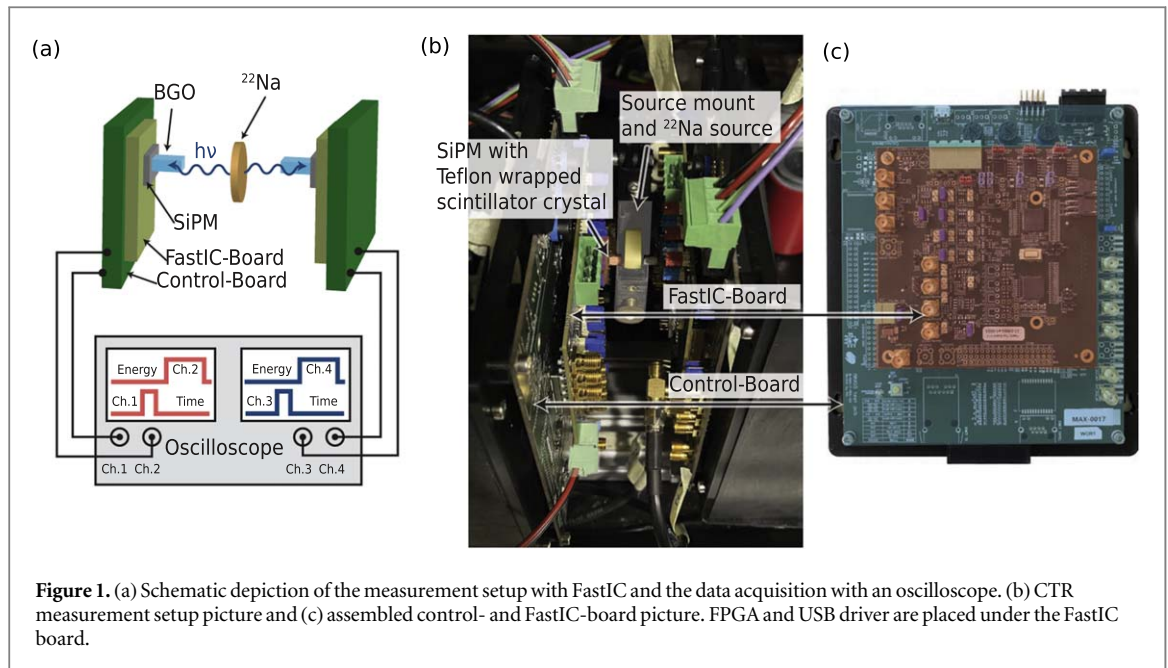 (a)
²²Na
BGO
hν
SiPM
FastIC-Board
Control-Board
Energy
Ch.2
Ch.1
Time
Energy
Ch.4
Ch.3
Time
Oscilloscope
Ch.1 Ch.2
Ch.3 Ch.4
(b)
Source mount
and ²²Na source
SiPM with
Teflon wrapped
scintillator crystal
FastIC-Board
Control-Board
(c)
MAX-0017
Figure 1. (a) Schematic depiction of the measurement setup with FastIC and the data acquisition with an oscilloscope. (b) CTR
measurement setup picture and (c) assembled control- and FastIC-board picture. FPGA and USB driver are placed under the FastIC
board.